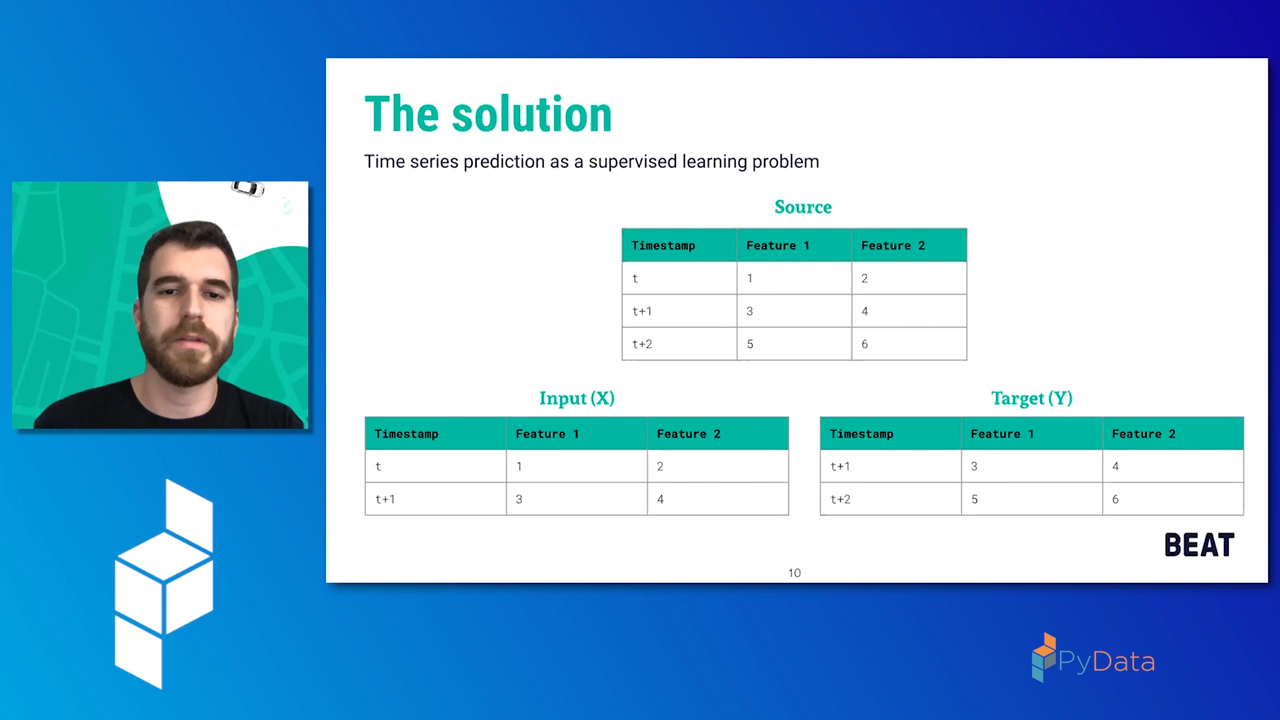 The solution
Time series prediction as a supervised learning problem
Source
Timestamp Feature 1 Feature 2
t 1 2
t+1 3 4
t+2 5 6
Input (X)
Timestamp Feature 1 Feature 2
t 1 2
t+1 3 4
Target (Y)
Timestamp Feature 1 Feature 2
t+1 3 4
t+2 5 6
BEAT
10
PyData